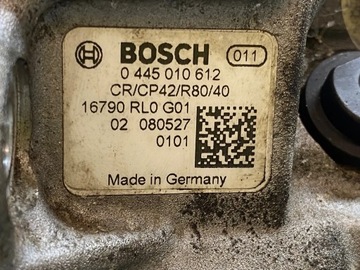 BOSCH 011
0 445 010 612
CR/CP42/R80/40
16790 RL0 G01
02 080527
0101
Made in Germany